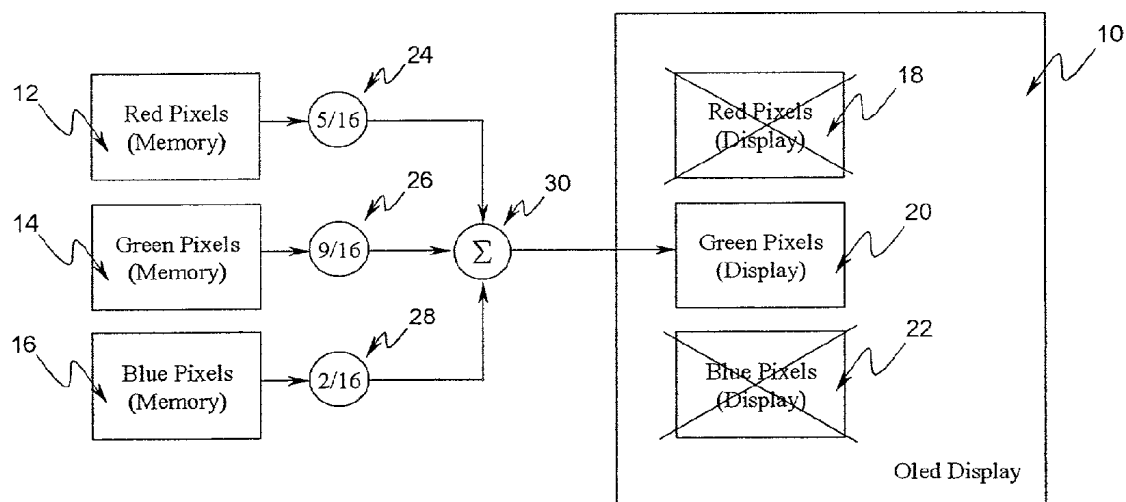 10
24
12
Red Pixels
(Memory)
5/16
Red Pixels
(Display)
18
26
30
14
Green Pixels
(Memory)
9/16
Σ
Green Pixels
(Display)
20
28
16
Blue Pixels
(Memory)
2/16
Blue Pixels
(Display)
22
Oled Display